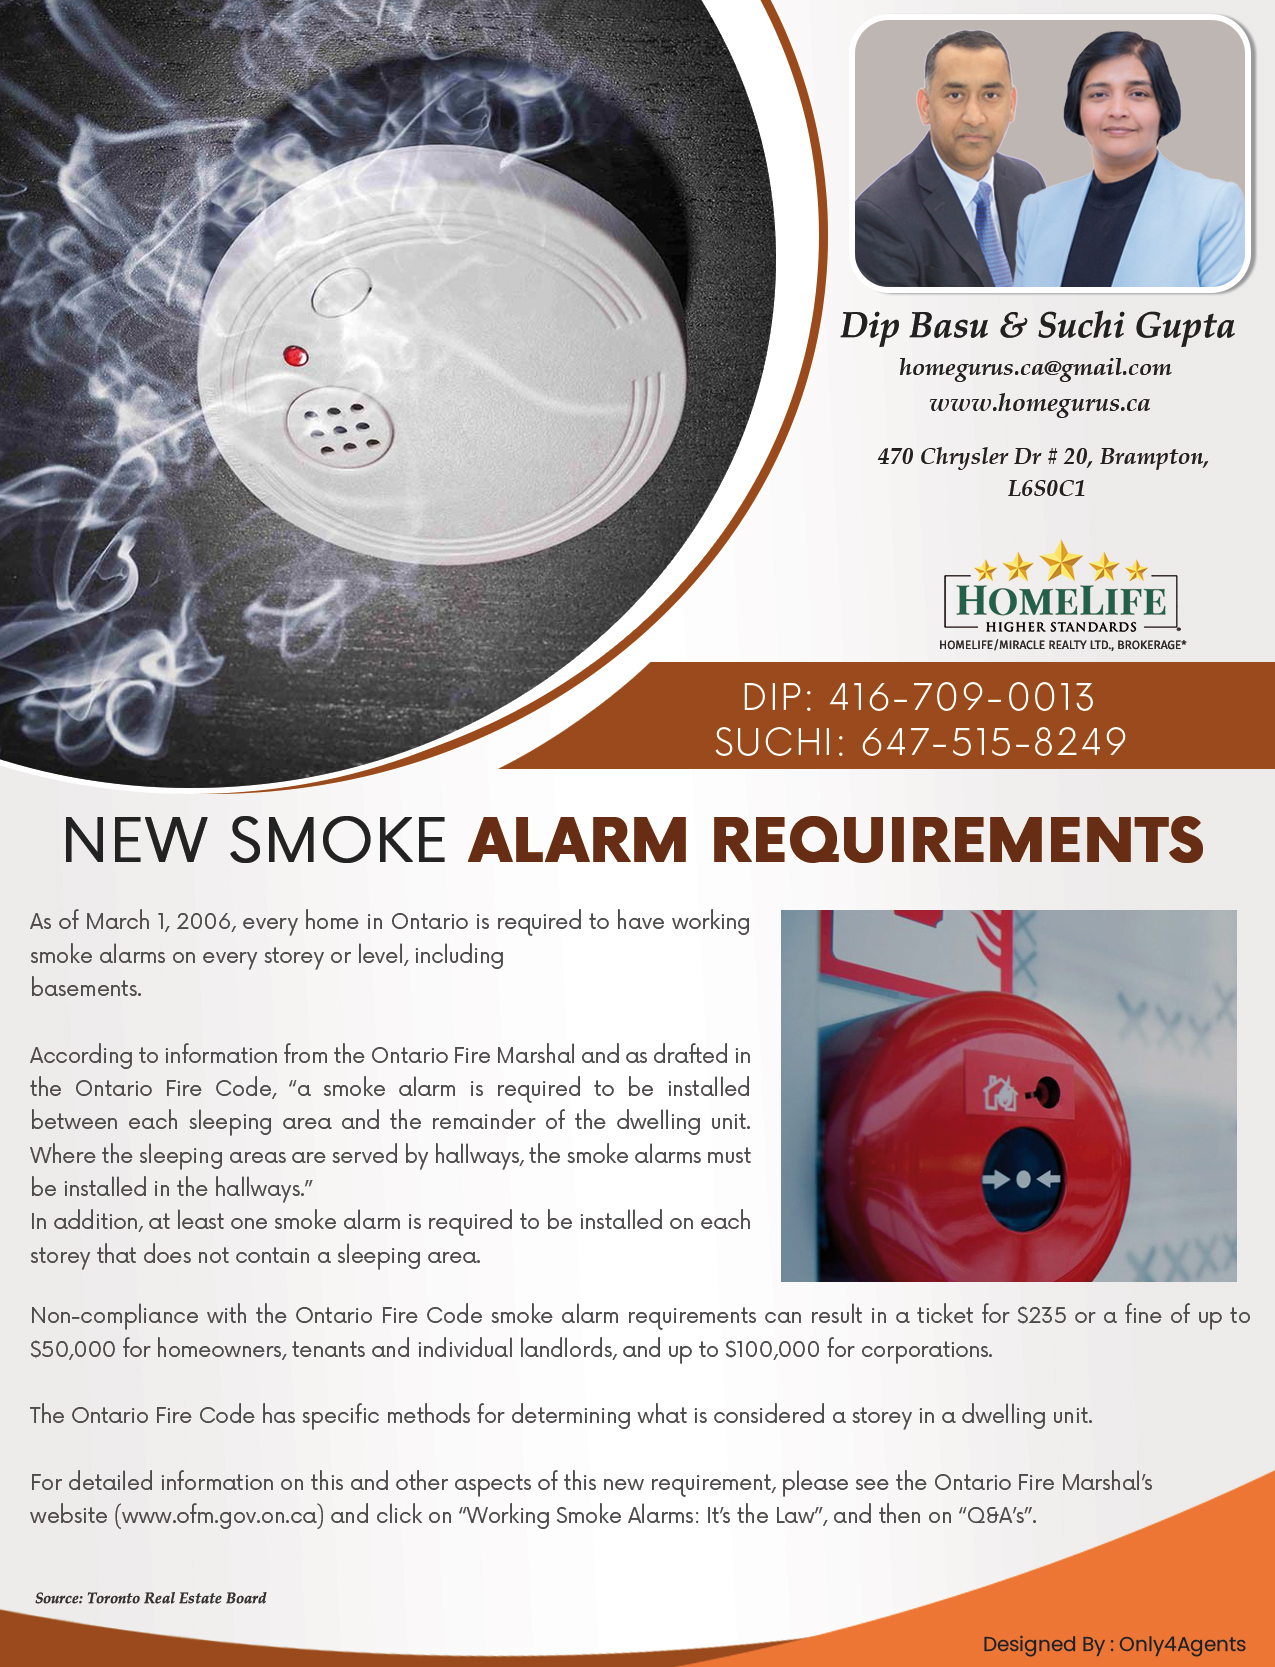 Dip Basu & Suchi Gupta
homegurus.ca@gmail.com
www.homegurus.ca
470 Chrysler Dr # 20, Brampton,
L6S0C1
HOMELIFE
HIGHER STANDARDS
HOMELIFE/MIRACLE REALTY LTD., BROKERAGE*
DIP: 416-709-0013
SUCHI: 647-515-8249
NEW SMOKE ALARM REQUIREMENTS
As of March 1, 2006, every home in Ontario is required to have working
smoke alarms on every storey or level, including
basements.
According to information from the Ontario Fire Marshal and as drafted in
the Ontario Fire Code, “a smoke alarm is required to be installed
between each sleeping area and the remainder of the dwelling unit.
Where the sleeping areas are served by hallways, the smoke alarms must
be installed in the hallways.”
In addition, at least one smoke alarm is required to be installed on each
storey that does not contain a sleeping area.
Non-compliance with the Ontario Fire Code smoke alarm requirements can result in a ticket for $235 or a fine of up to
$50,000 for homeowners, tenants and individual landlords, and up to $100,000 for corporations.
The Ontario Fire Code has specific methods for determining what is considered a storey in a dwelling unit.
For detailed information on this and other aspects of this new requirement, please see the Ontario Fire Marshal’s
website (www.ofm.gov.on.ca) and click on “Working Smoke Alarms: It’s the Law”, and then on “Q&A’s”.
Source: Toronto Real Estate Board
Designed By : Only4Agents